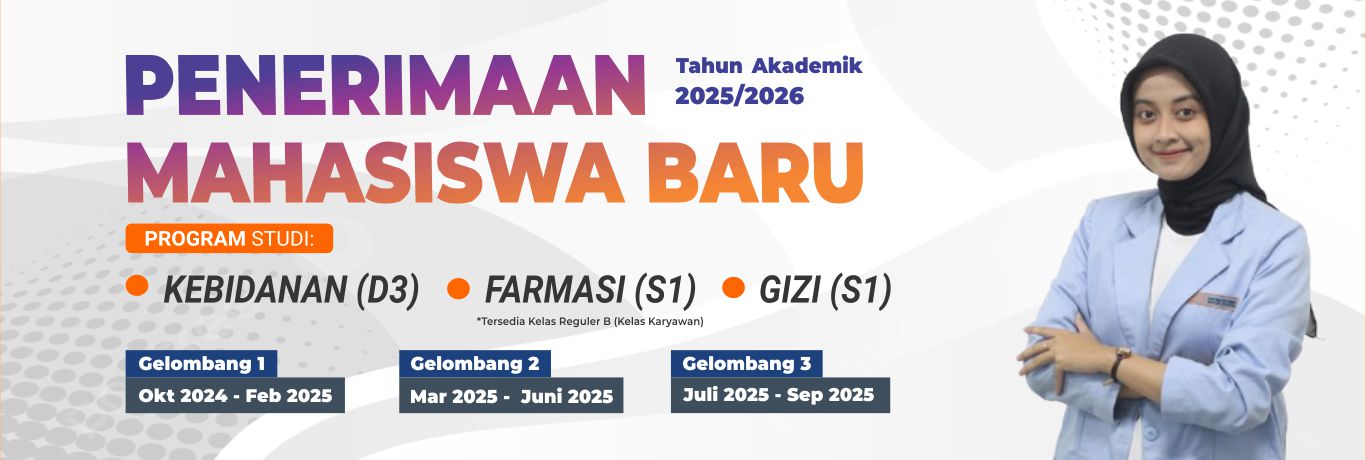 PENERIMAAN
Tahun Akademik
2025/2026
MAHASISWA BARU
PROGRAM STUDI:
KEBIDANAN (D3)
FARMASI (S1)
GIZI (S1)
*Tersedia Kelas Reguler B (Kelas Karyawan)
Gelombang 1
Okt 2024 - Feb 2025
Gelombang 2
Mar 2025 - Juni 2025
Gelombang 3
Juli 2025 - Sep 2025